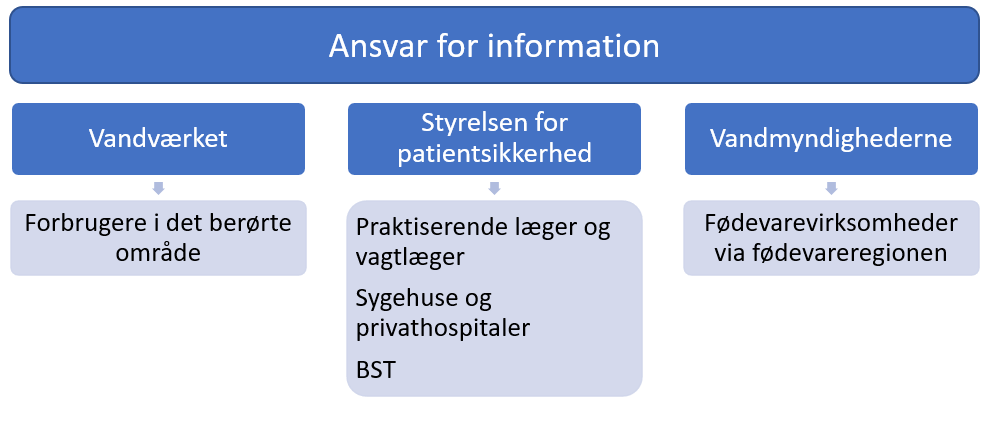 Ansvar for information
Vandværket
Forbrugere i det berørte
område
Styrelsen for
patientsikkerhed
Praktiserende læger og
vagtlæger
Sygehuse og
privathospitaler
BST
Vandmyndighederne
Fødevarevirksomheder
via fødevareregionen